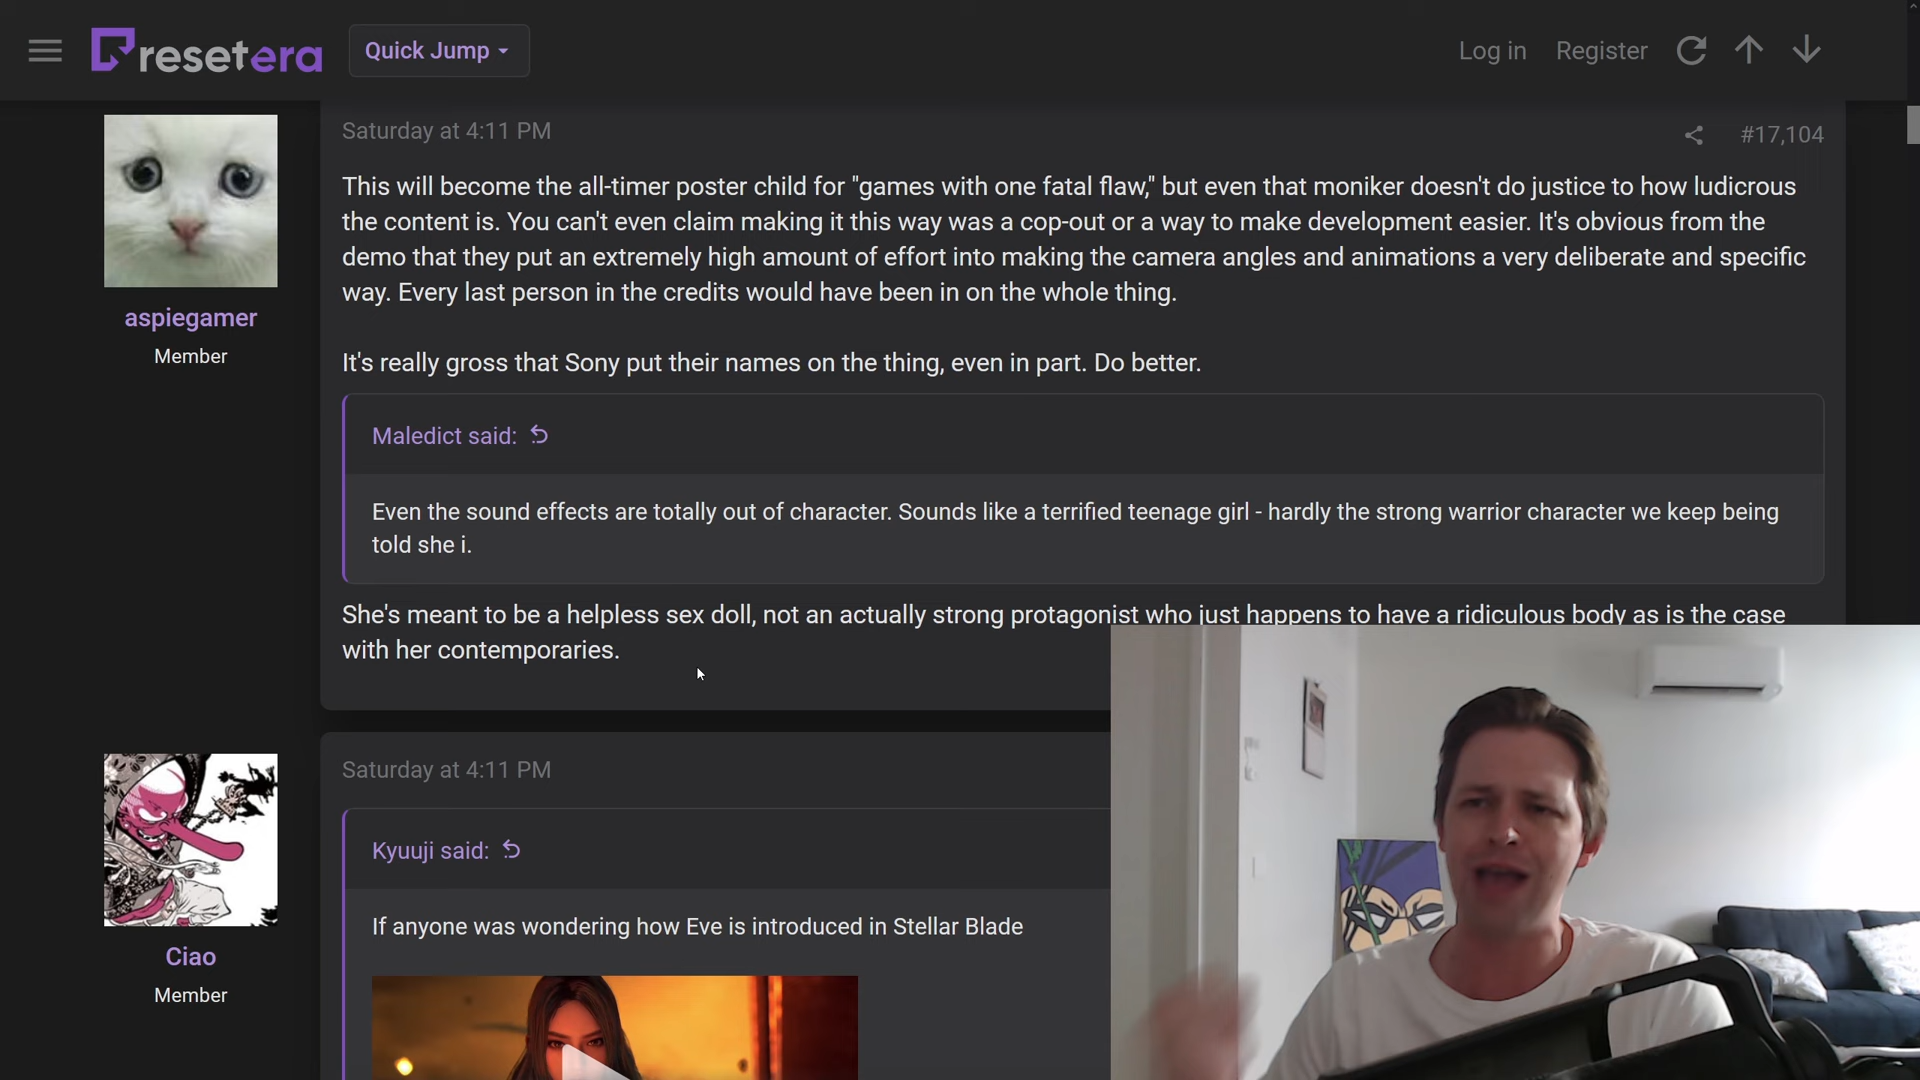 resetera
Quick Jump
Log in
Register
Saturday at 4:11 PM
#17,104
This will become the all-timer poster child for "games with one fatal flaw," but even that moniker doesn't do justice to how ludicrous
the content is. You can't even claim making it this way was a cop-out or a way to make development easier. It's obvious from the
demo that they put an extremely high amount of effort into making the camera angles and animations a very deliberate and specific
way. Every last person in the credits would have been in on the whole thing.
It's really gross that Sony put their names on the thing, even in part. Do better.
Maledict said:
Even the sound effects are totally out of character. Sounds like a terrified teenage girl - hardly the strong warrior character we keep being
told she i.
She's meant to be a helpless sex doll, not an actually strong protagonist who just happens to have a ridiculous body as is the case
with her contemporaries.
aspiegamer
Member
Saturday at 4:11 PM
Kyuuji said:
If anyone was wondering how Eve is introduced in Stellar Blade
Ciao
Member